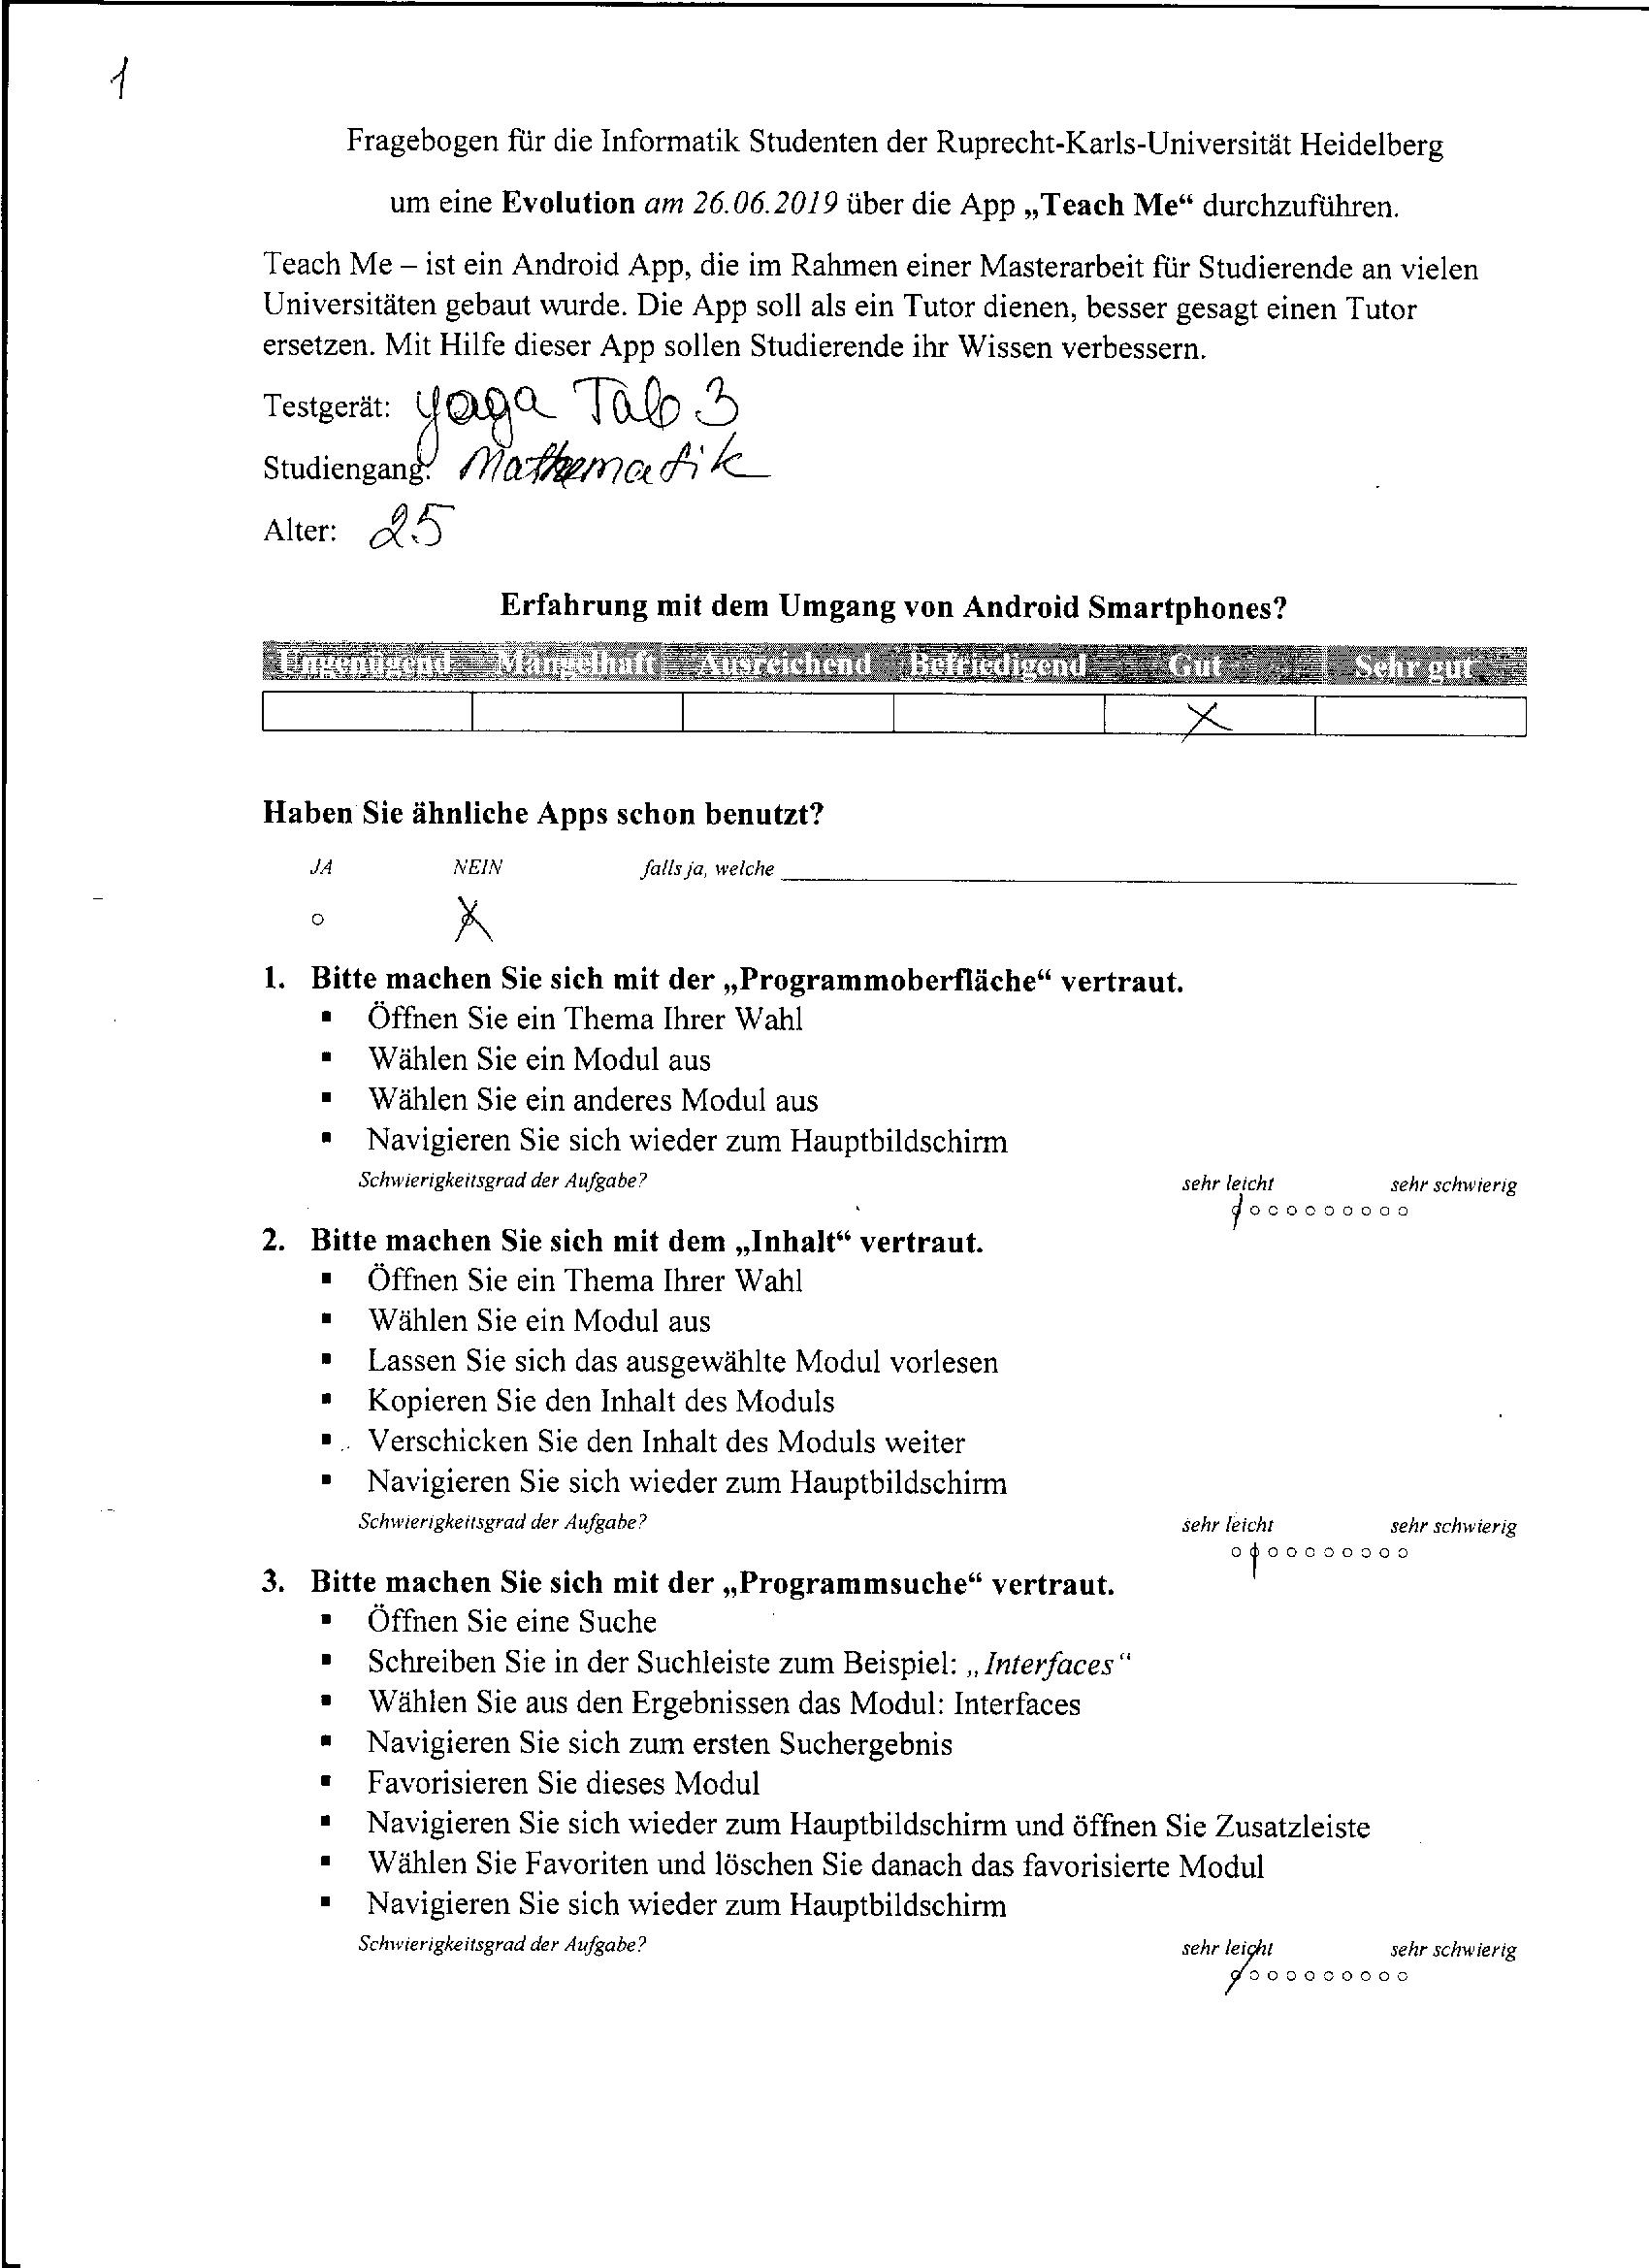 1
Fragebogen für die Informatik Studenten der Ruprecht-Karls-Universität Heidelberg
um eine Evolution am 26.06.2019 über die App „Teach Me“ durchzuführen.
Teach Me – ist ein Android App, die im Rahmen einer Masterarbeit für Studierende an vielen
Universitäten gebaut wurde. Die App soll als ein Tutor dienen, besser gesagt einen Tutor
ersetzen. Mit Hilfe dieser App sollen Studierende ihr Wissen verbessern.
Testgerät: Yoga Tab 3
Studiengang: Mathematik
Alter: 25
Erfahrung mit dem Umgang von Android Smartphones?
Ungenügend Mangelhaft Ausreichend Befriedigend Gut Sehr gut
X
Haben Sie ähnliche Apps schon benutzt?
JA NEIN falls ja, welche
X
1. Bitte machen Sie sich mit der „Programmoberfläche“ vertraut.
▪ Öffnen Sie ein Thema Ihrer Wahl
▪ Wählen Sie ein Modul aus
▪ Wählen Sie ein anderes Modul aus
▪ Navigieren Sie sich wieder zum Hauptbildschirm
Schwierigkeitsgrad der Aufgabe? sehr leicht sehr schwierig
2. Bitte machen Sie sich mit dem „Inhalt“ vertraut.
▪ Öffnen Sie ein Thema Ihrer Wahl
▪ Wählen Sie ein Modul aus
▪ Lassen Sie sich das ausgewählte Modul vorlesen
▪ Kopieren Sie den Inhalt des Moduls
▪ Verschicken Sie den Inhalt des Moduls weiter
▪ Navigieren Sie sich wieder zum Hauptbildschirm
Schwierigkeitsgrad der Aufgabe? sehr leicht sehr schwierig
3. Bitte machen Sie sich mit der „Programmsuche“ vertraut.
▪ Öffnen Sie eine Suche
▪ Schreiben Sie in der Suchleiste zum Beispiel: „Interfaces“
▪ Wählen Sie aus den Ergebnissen das Modul: Interfaces
▪ Navigieren Sie sich zum ersten Suchergebnis
▪ Favorisieren Sie dieses Modul
▪ Navigieren Sie sich wieder zum Hauptbildschirm und öffnen Sie Zusatzleiste
▪ Wählen Sie Favoriten und löschen Sie danach das favorisierte Modul
▪ Navigieren Sie sich wieder zum Hauptbildschirm
Schwierigkeitsgrad der Aufgabe? sehr leicht sehr schwierig